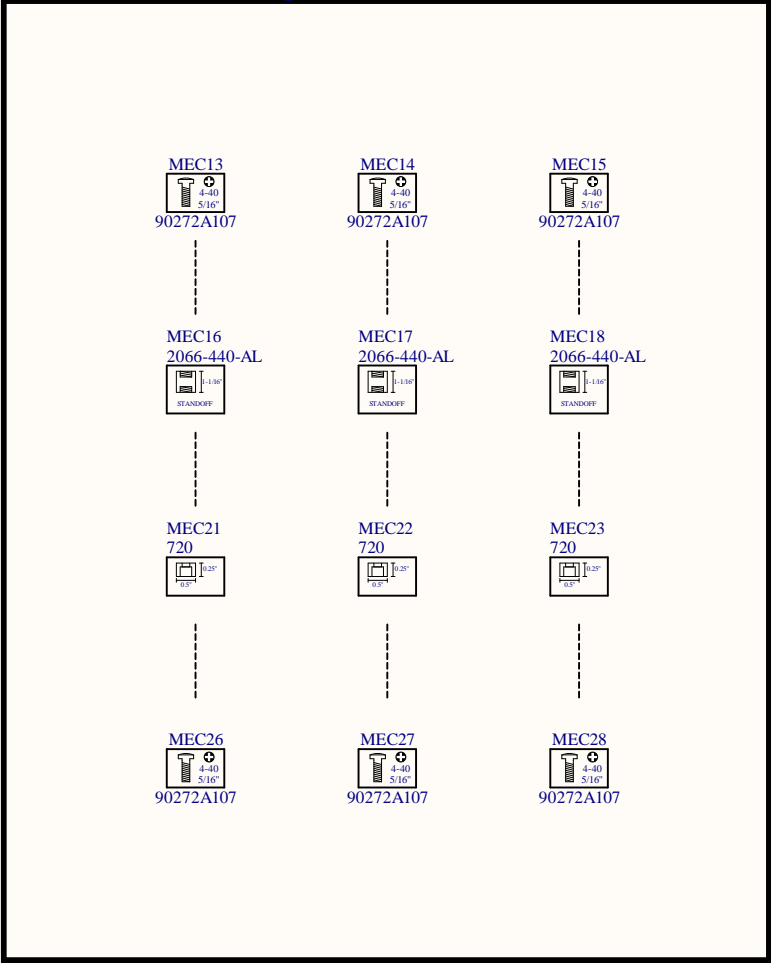 MEC13
4-40
5/16"
90272A107
MEC14
4-40
5/16"
90272A107
MEC15
4-40
5/16"
90272A107
MEC16
2066-440-AL
1-1/16"
STANDOFF
MEC17
2066-440-AL
1-1/16"
STANDOFF
MEC18
2066-440-AL
1-1/16"
STANDOFF
MEC21
720
0.25"
0.5"
MEC22
720
0.25"
0.5"
MEC23
720
0.25"
0.5"
MEC26
4-40
5/16"
90272A107
MEC27
4-40
5/16"
90272A107
MEC28
4-40
5/16"
90272A107